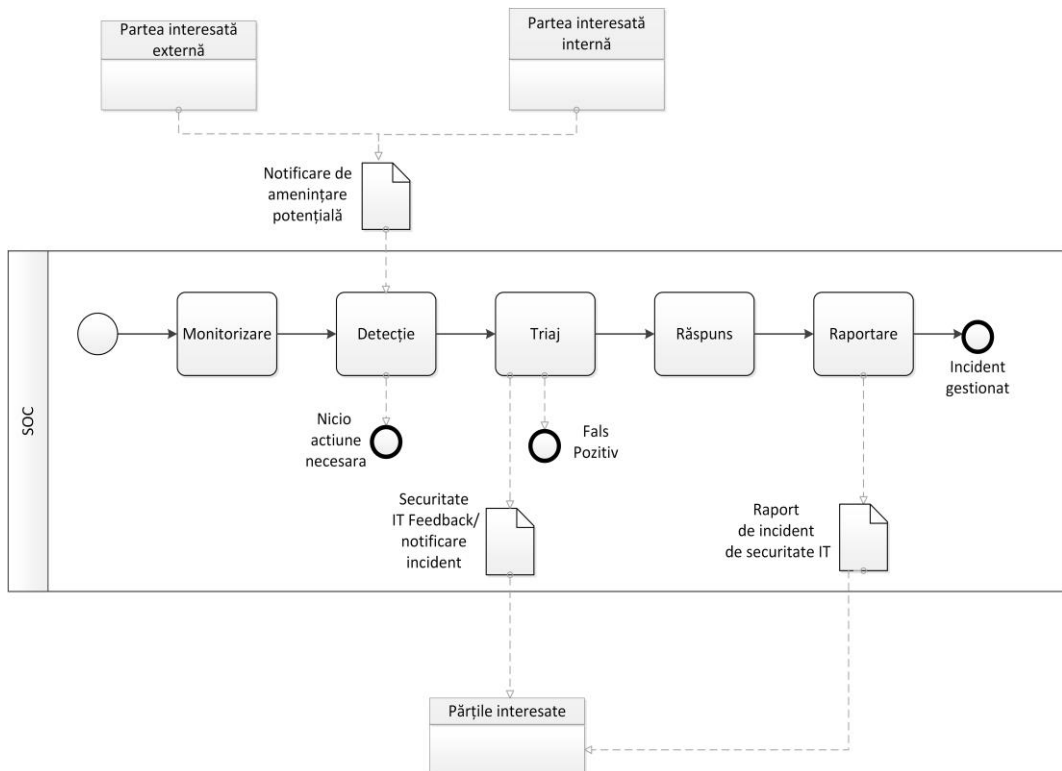 Partea interesată
externă
Partea interesată
internă
Notificare de
amenințare
potențială
SOC
Monitorizare
Detecție
Triaj
Răspuns
Raportare
Incident
gestionat
Nicio
actiune
necesara
Fals
Pozitiv
Securitate
IT Feedback/
notificare
incident
Raport
de incident
de securitate IT
Părțile interesate